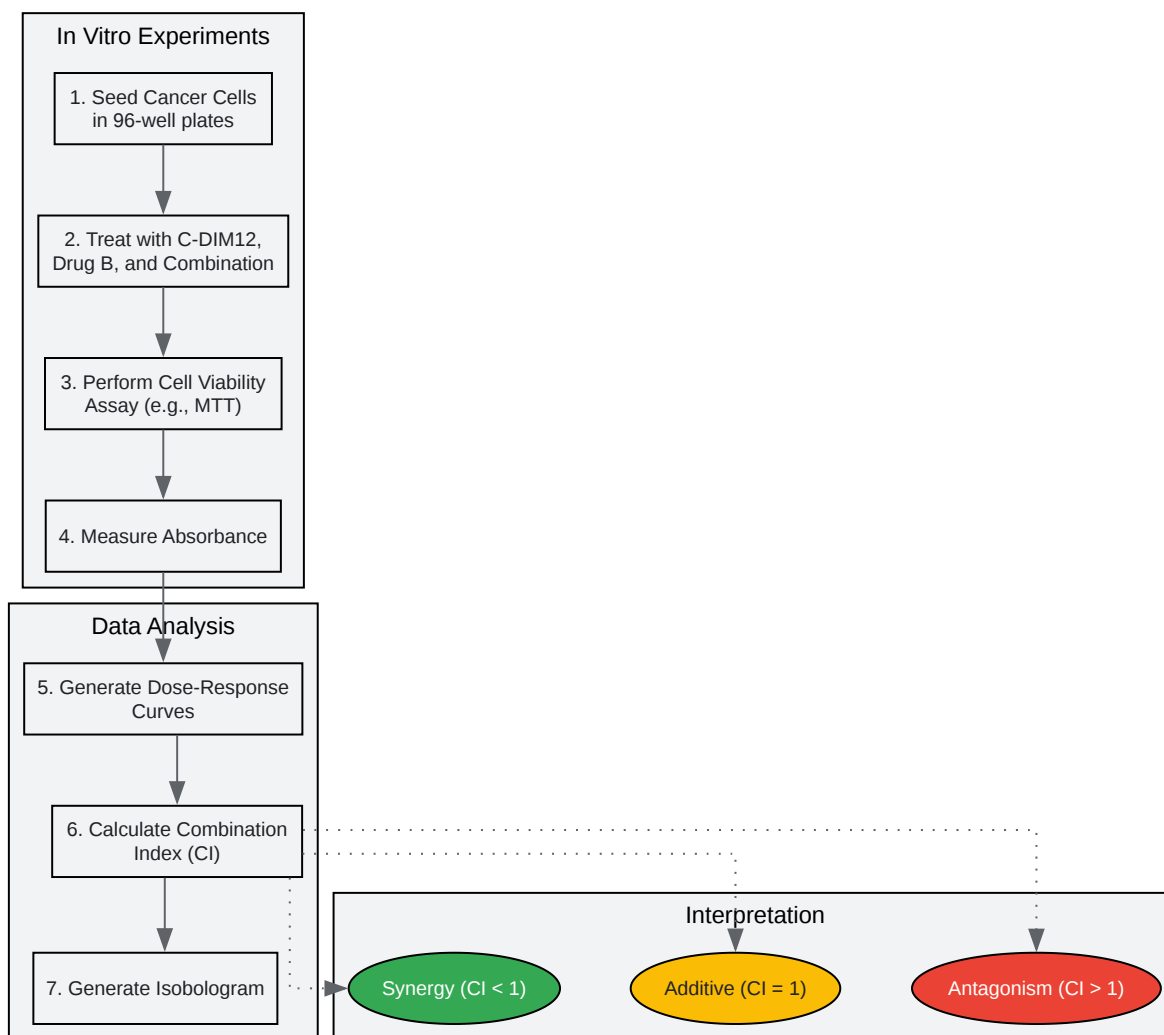 In Vitro Experiments
1. Seed Cancer Cells
in 96-well plates
2. Treat with C-DIM12,
Drug B, and Combination
3. Perform Cell Viability
Assay (e.g., MTT)
4. Measure Absorbance
Data Analysis
5. Generate Dose-Response
Curves
6. Calculate Combination
Index (CI)
7. Generate Isobologram
Interpretation
Synergy (CI < 1)
Additive (CI = 1)
Antagonism (CI > 1)